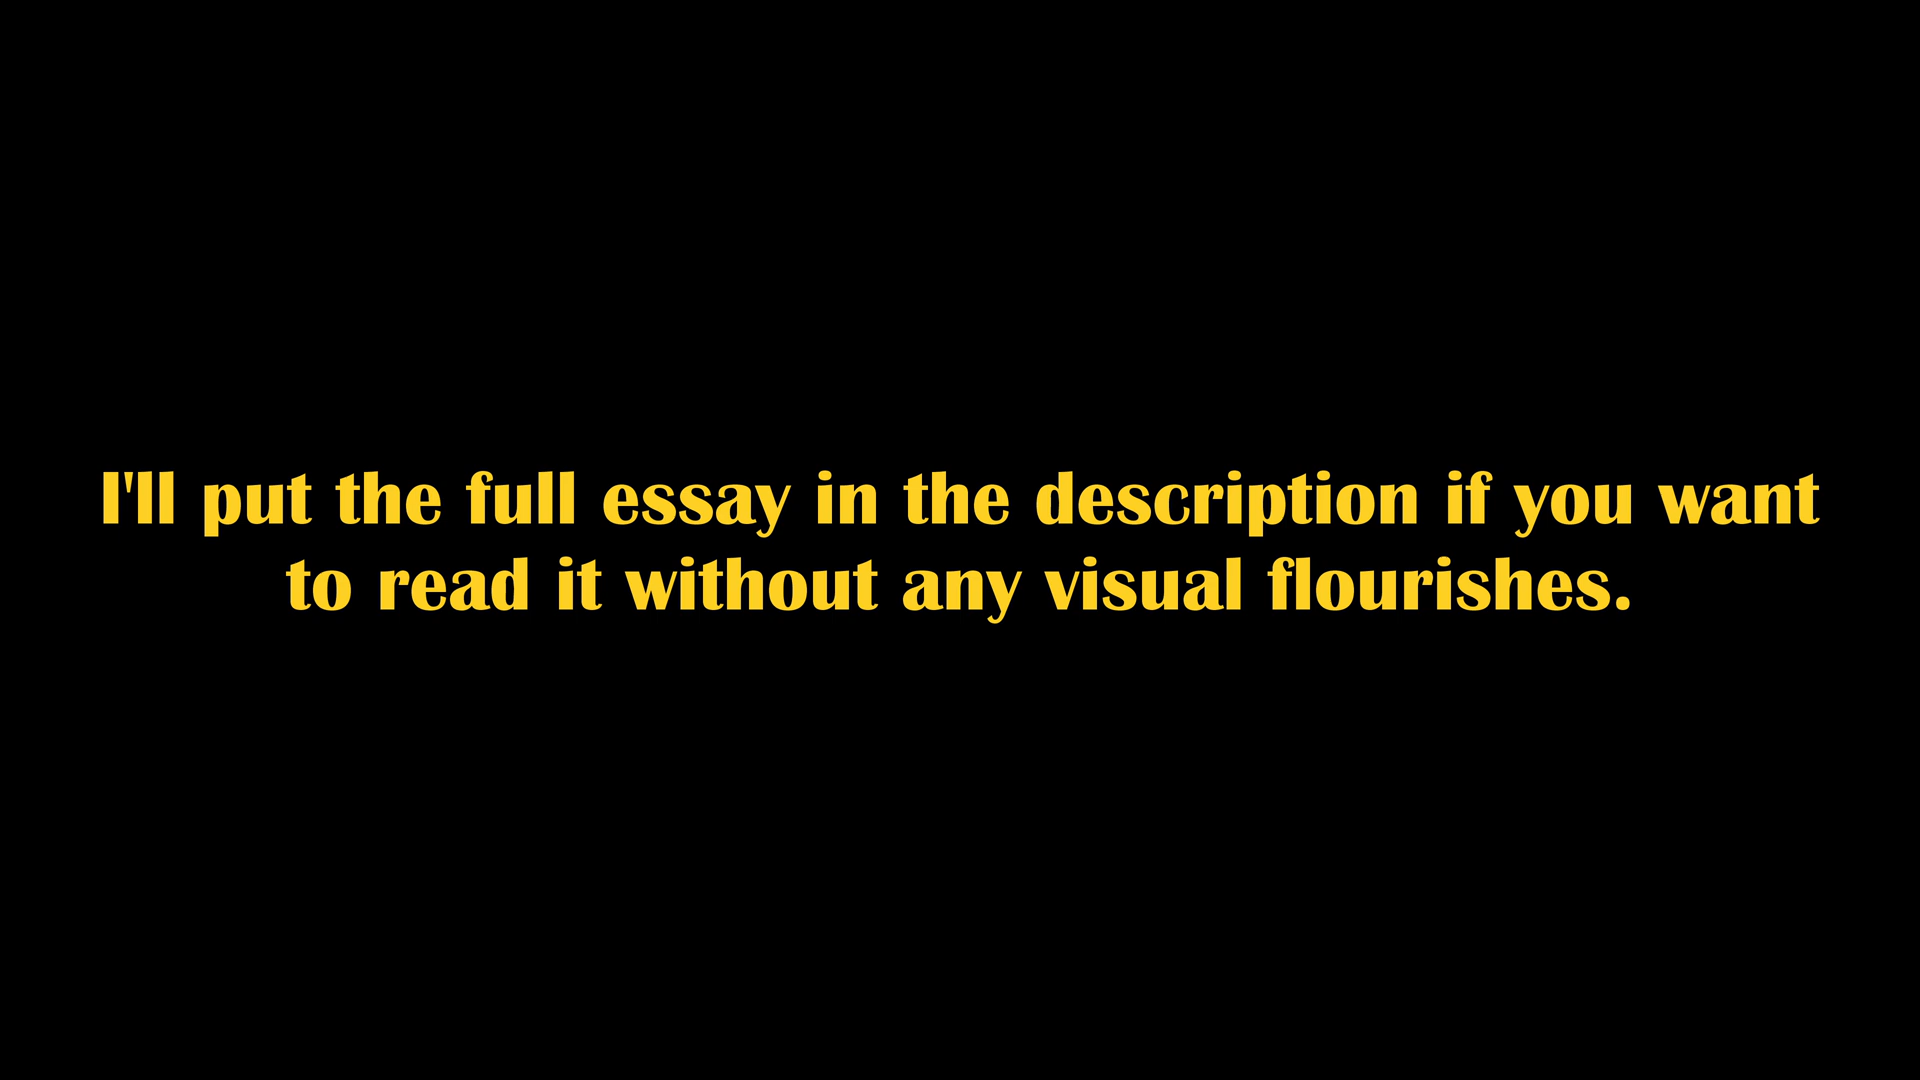 I'll put the full essay in the description if you want
to read it without any visual flourishes.